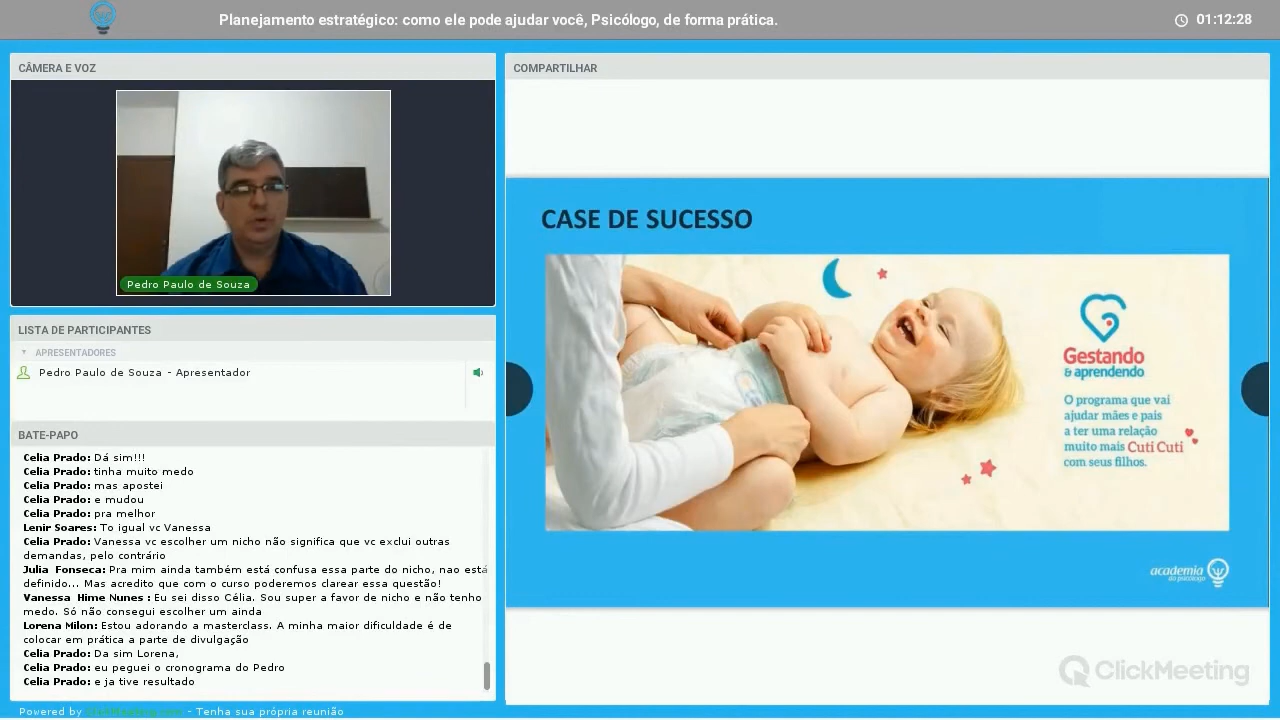 Planejamento estratégico: como ele pode ajudar você, Psicólogo, de forma prática.
01:12:28
CÂMERA E VOZ
Pedro Paulo de Souza
LISTA DE PARTICIPANTES
APRESENTADORES
Pedro Paulo de Souza - Apresentador
BATE-PAPO
Celia Prado: Dá sim!!!
Celia Prado: tinha muito medo
Celia Prado: mas apostei
Celia Prado: e mudou
Celia Prado: pra melhor
Lenir Soares: To igual vc Vanessa
Celia Prado: Vanessa vc escolher um nicho não significa que vc exclui outras
demandas, pelo contrário
Julia Fonseca: Pra mim ainda também está confusa essa parte do nicho, nao está
definido... Mas acredito que com o curso poderemos clarear essa questão!
Vanessa Hime Nunes : Eu sei disso Célia. Sou super a favor de nicho e não tenho
medo. Só não consegui escolher um ainda
Lorena Milon: Estou adorando a masterclass. A minha maior dificuldade é de
colocar em prática a parte de divulgação
Celia Prado: Da sim Lorena,
Celia Prado: eu peguei o cronograma do Pedro
Celia Prado: e ja tive resultado
Powered by ClickMeeting.com - Tenha sua própria reunião
COMPARTILHAR
CASE DE SUCESSO
Gestando
& aprendendo
O programa que vai
ajudar mães e pais
a ter uma relação
muito mais Cuti Cuti
com seus filhos.
academia
do psicólogo
ClickMeeting